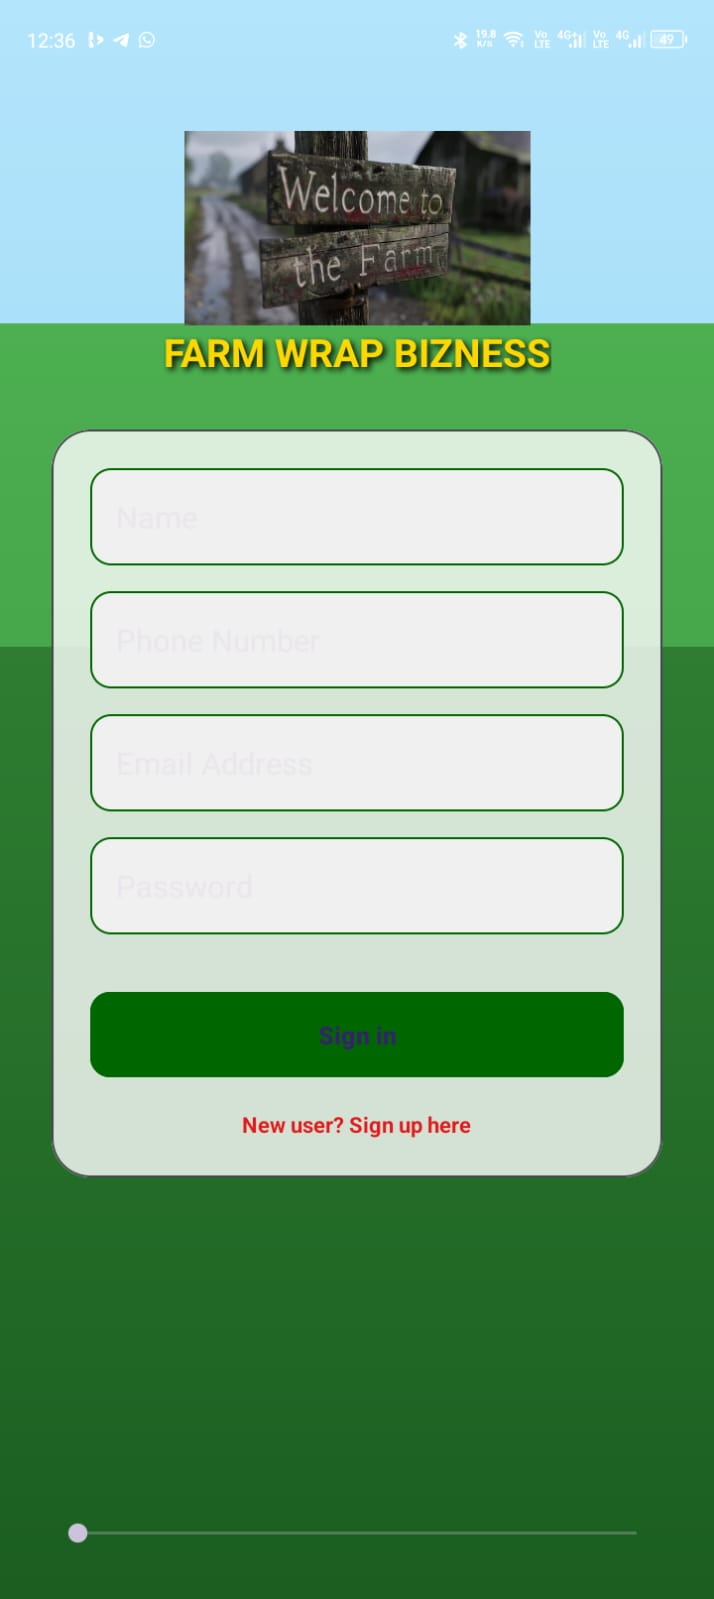 12:36
19.8 K/S
Vo LTE
4G+
Vo LTE
4G
49
Welcome to
the Farm
FARM WRAP BIZNESS
Name
Phone Number
Email Address
Password
Sign in
New user? Sign up here